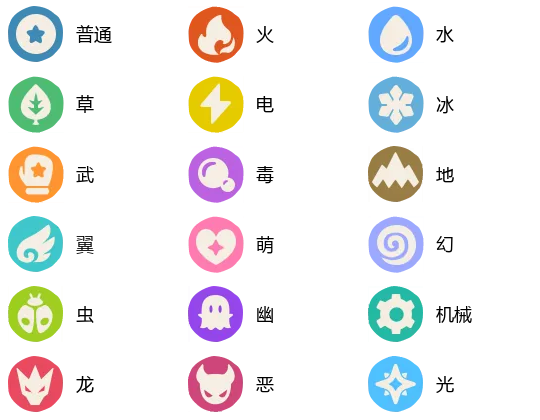 普通 火 水
草 电 冰
武 毒 地
翼 萌 幻
虫 幽 机械
龙 恶 光